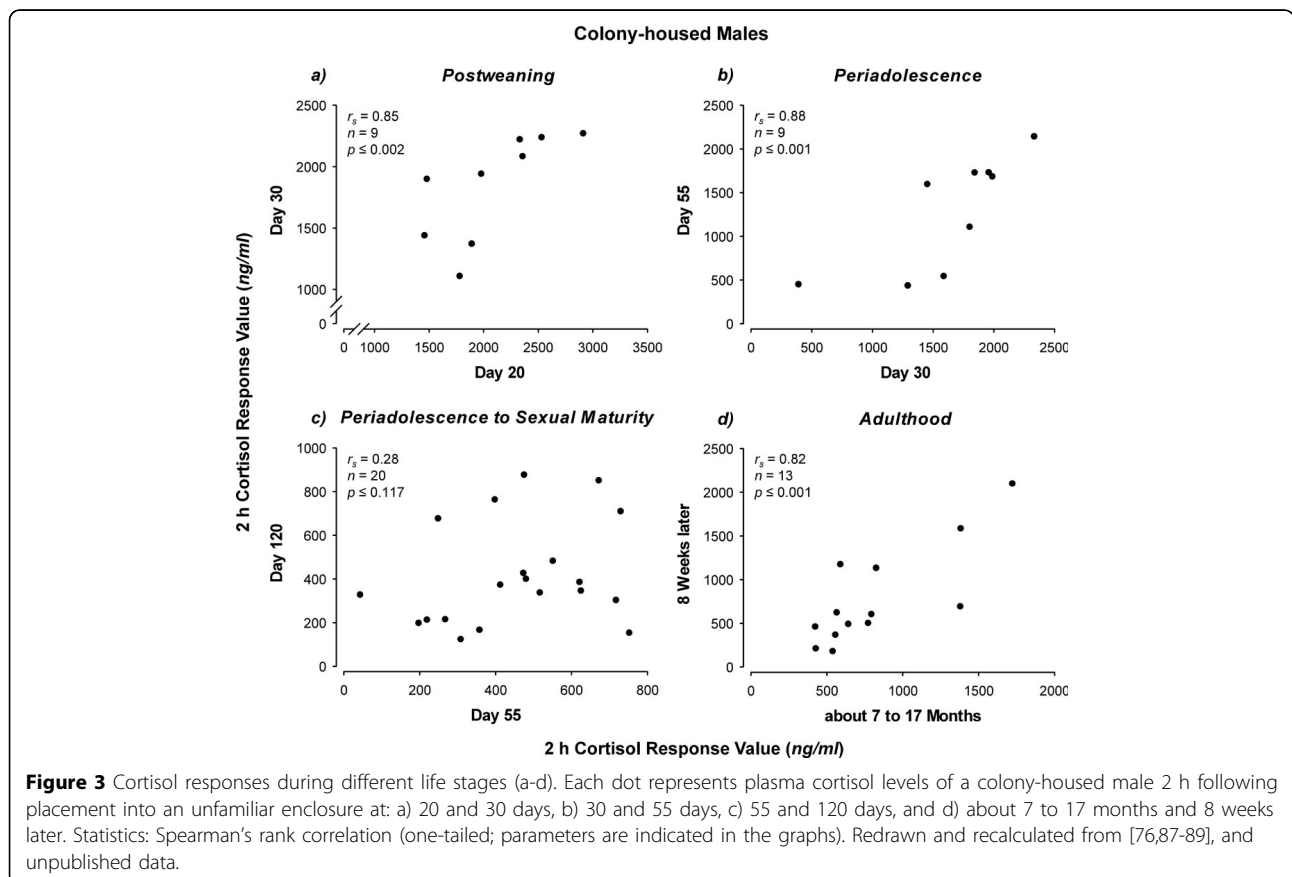 Colony-housed Males
a) Postweaning
r_s = 0.85
n = 9
p ≤ 0.002
2500
2000
1500
1000
0
Day 30
0 1000 1500 2000 2500 3000 3500
Day 20
b) Periadolescence
r_s = 0.88
n = 9
p ≤ 0.001
2500
2000
1500
1000
500
0
Day 55
0 500 1000 1500 2000 2500
Day 30
2 h Cortisol Response Value (ng/ml)
c) Periadolescence to Sexual Maturity
r_s = 0.28
n = 20
p ≤ 0.117
1000
800
600
400
200
0
Day 120
0 200 400 600 800
Day 55
d) Adulthood
r_s = 0.82
n = 13
p ≤ 0.001
2500
2000
1500
1000
500
0
8 Weeks later
0 500 1000 1500 2000
about 7 to 17 Months
2 h Cortisol Response Value (ng/ml)
Figure 3 Cortisol responses during different life stages (a-d). Each dot represents plasma cortisol levels of a colony-housed male 2 h following
placement into an unfamiliar enclosure at: a) 20 and 30 days, b) 30 and 55 days, c) 55 and 120 days, and d) about 7 to 17 months and 8 weeks
later. Statistics: Spearman's rank correlation (one-tailed; parameters are indicated in the graphs). Redrawn and recalculated from [76,87-89], and
unpublished data.